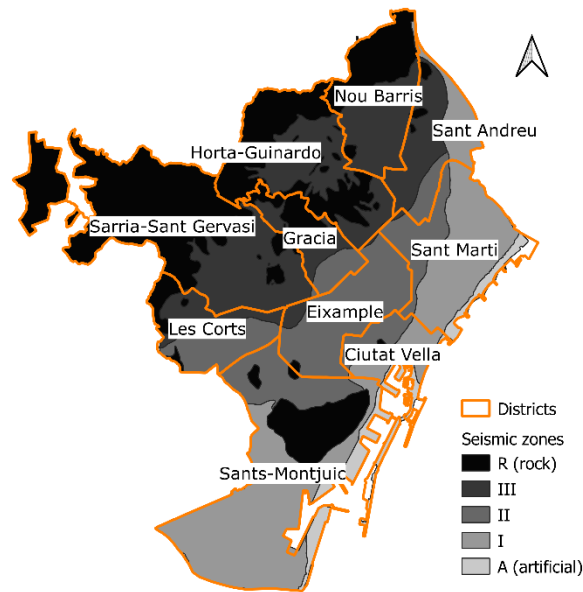 Nou Barris
Sant Andreu
Horta-Guinardo
Sarria-Sant Gervasi
Gracia
Sant Marti
Eixample
Les Corts
Ciutat Vella
Sants-Montjuic
Districts
Seismic zones
R (rock)
III
II
I
A (artificial)